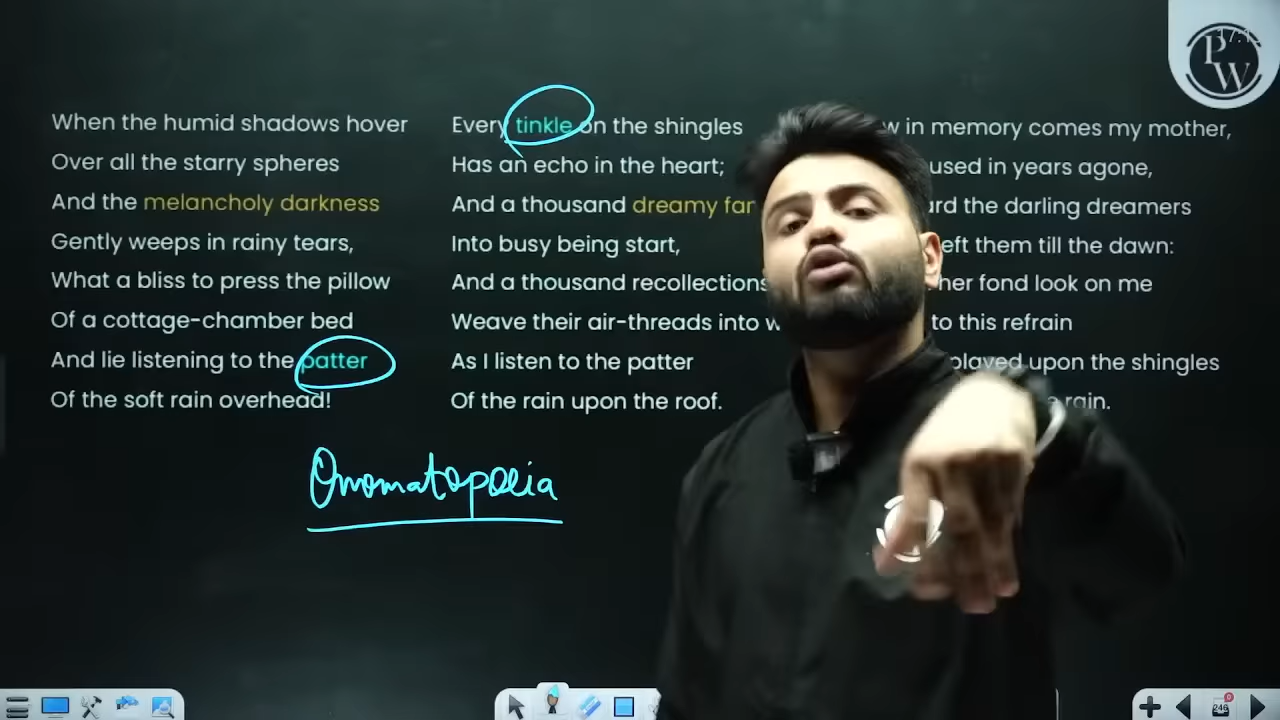 When the humid shadows hover
Over all the starry spheres
And the melancholy darkness
Gently weeps in rainy tears,
What a bliss to press the pillow
Of a cottage-chamber bed
And lie listening to the patter
Of the soft rain overhead!
Every tinkle on the shingles
Has an echo in the heart;
And a thousand dreamy fan
Into busy being start,
And a thousand recollections
Weave their air-threads into w
As I listen to the patter
Of the rain upon the roof.
w in memory comes my mother,
used in years agone,
ard the darling dreamers
eft them till the dawn:
her fond look on me
to this refrain
played upon the shingles
rain.
Onomatopoeia
PW
246